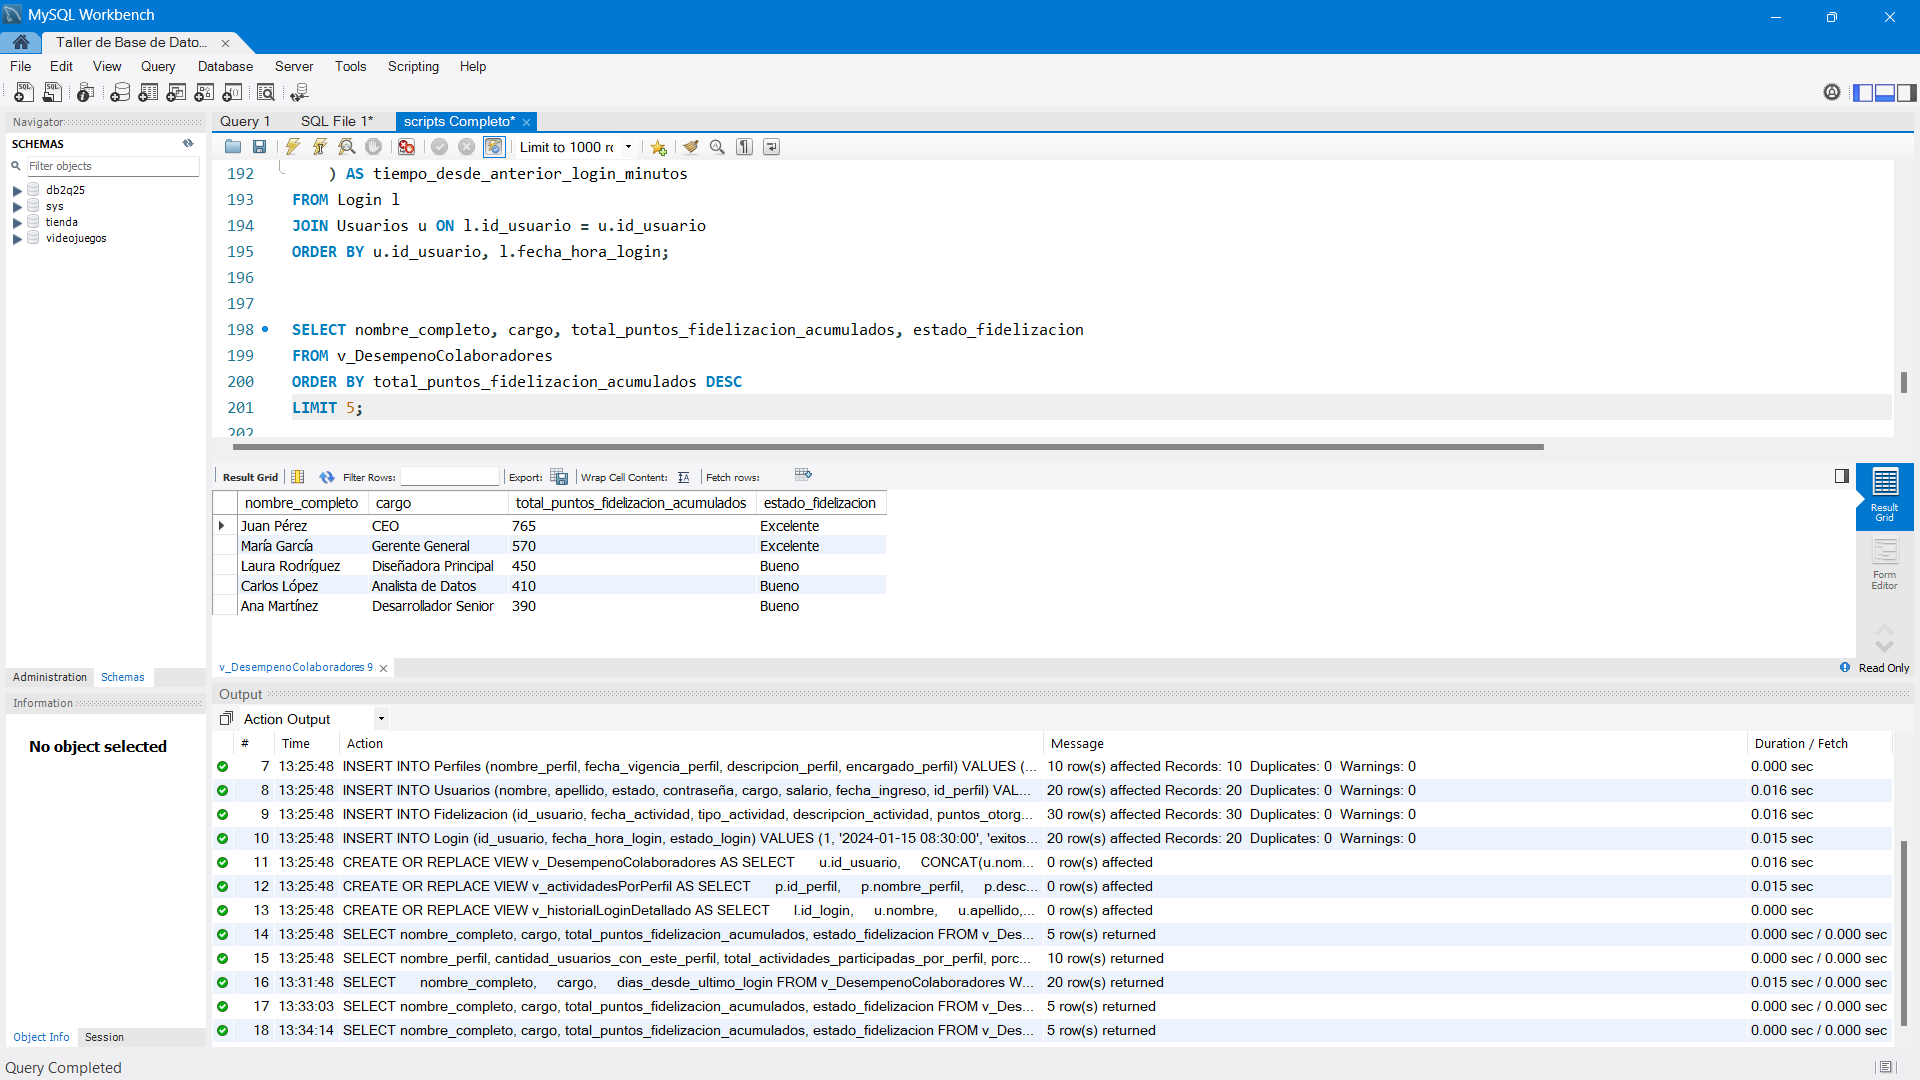 MySQL Workbench
Taller de Base de Dato...
File Edit View Query Database Server Tools Scripting Help
Navigator
SCHEMAS
Filter objects
db2q25
sys
tienda
videojuegos
Administration Schemas
Information
No object selected
Object Info Session
Query 1 SQL File 1* scripts Completo*
Limit to 1000 rc
192 ) AS tiempo_desde_anterior_login_minutos
193 FROM Login l
194 JOIN Usuarios u ON l.id_usuario = u.id_usuario
195 ORDER BY u.id_usuario, l.fecha_hora_login;
196
197
198 SELECT nombre_completo, cargo, total_puntos_fidelizacion_acumulados, estado_fidelizacion
199 FROM v_DesempenoColaboradores
200 ORDER BY total_puntos_fidelizacion_acumulados DESC
201 LIMIT 5;
202
Result Grid Filter Rows: Export: Wrap Cell Content: Fetch rows:
nombre_completo cargo total_puntos_fidelizacion_acumulados estado_fidelizacion
Juan Pérez CEO 765 Excelente
María García Gerente General 570 Excelente
Laura Rodríguez Diseñadora Principal 450 Bueno
Carlos López Analista de Datos 410 Bueno
Ana Martínez Desarrollador Senior 390 Bueno
Result
Grid
Form
Editor
v_DesempenoColaboradores 9
Read Only
Output
Action Output
# Time Action Message Duration / Fetch
7 13:25:48 INSERT INTO Perfiles (nombre_perfil, fecha_vigencia_perfil, descripcion_perfil, encargado_perfil) VALUES (... 10 row(s) affected Records: 10 Duplicates: 0 Warnings: 0 0.000 sec
8 13:25:48 INSERT INTO Usuarios (nombre, apellido, estado, contraseña, cargo, salario, fecha_ingreso, id_perfil) VAL... 20 row(s) affected Records: 20 Duplicates: 0 Warnings: 0 0.016 sec
9 13:25:48 INSERT INTO Fidelizacion (id_usuario, fecha_actividad, tipo_actividad, descripcion_actividad, puntos_otorg... 30 row(s) affected Records: 30 Duplicates: 0 Warnings: 0 0.016 sec
10 13:25:48 INSERT INTO Login (id_usuario, fecha_hora_login, estado_login) VALUES (1, '2024-01-15 08:30:00', 'exitos... 20 row(s) affected Records: 20 Duplicates: 0 Warnings: 0 0.015 sec
11 13:25:48 CREATE OR REPLACE VIEW v_DesempenoColaboradores AS SELECT u.id_usuario, CONCAT(u.nom... 0 row(s) affected 0.016 sec
12 13:25:48 CREATE OR REPLACE VIEW v_actividadesPorPerfil AS SELECT p.id_perfil, p.nombre_perfil, p.desc... 0 row(s) affected 0.015 sec
13 13:25:48 CREATE OR REPLACE VIEW v_historialLoginDetallado AS SELECT l.id_login, u.nombre, u.apellido,... 0 row(s) affected 0.000 sec
14 13:25:48 SELECT nombre_completo, cargo, total_puntos_fidelizacion_acumulados, estado_fidelizacion FROM v_Des... 5 row(s) returned 0.000 sec / 0.000 sec
15 13:25:48 SELECT nombre_perfil, cantidad_usuarios_con_este_perfil, total_actividades_participadas_por_perfil, porc... 10 row(s) returned 0.000 sec / 0.000 sec
16 13:31:48 SELECT nombre_completo, cargo, dias_desde_ultimo_login FROM v_DesempenoColaboradores W... 20 row(s) returned 0.015 sec / 0.000 sec
17 13:33:03 SELECT nombre_completo, cargo, total_puntos_fidelizacion_acumulados, estado_fidelizacion FROM v_Des... 5 row(s) returned 0.000 sec / 0.000 sec
18 13:34:14 SELECT nombre_completo, cargo, total_puntos_fidelizacion_acumulados, estado_fidelizacion FROM v_Des... 5 row(s) returned 0.000 sec / 0.000 sec
Query Completed